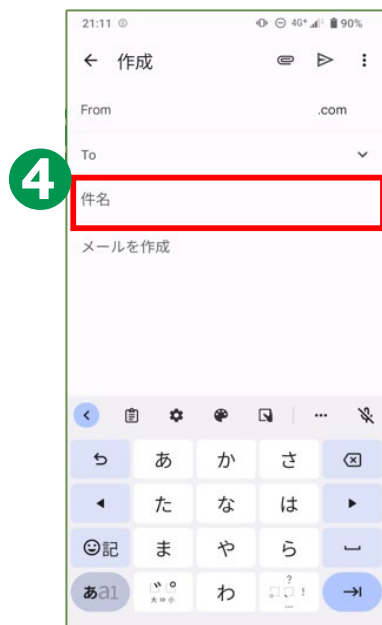 21:11 4G+ 90%
作成
From .com
To
4
件名
メールを作成
あ か さ
た な は
記 ま や ら
あa1 大⇔小 わ 。?!、…